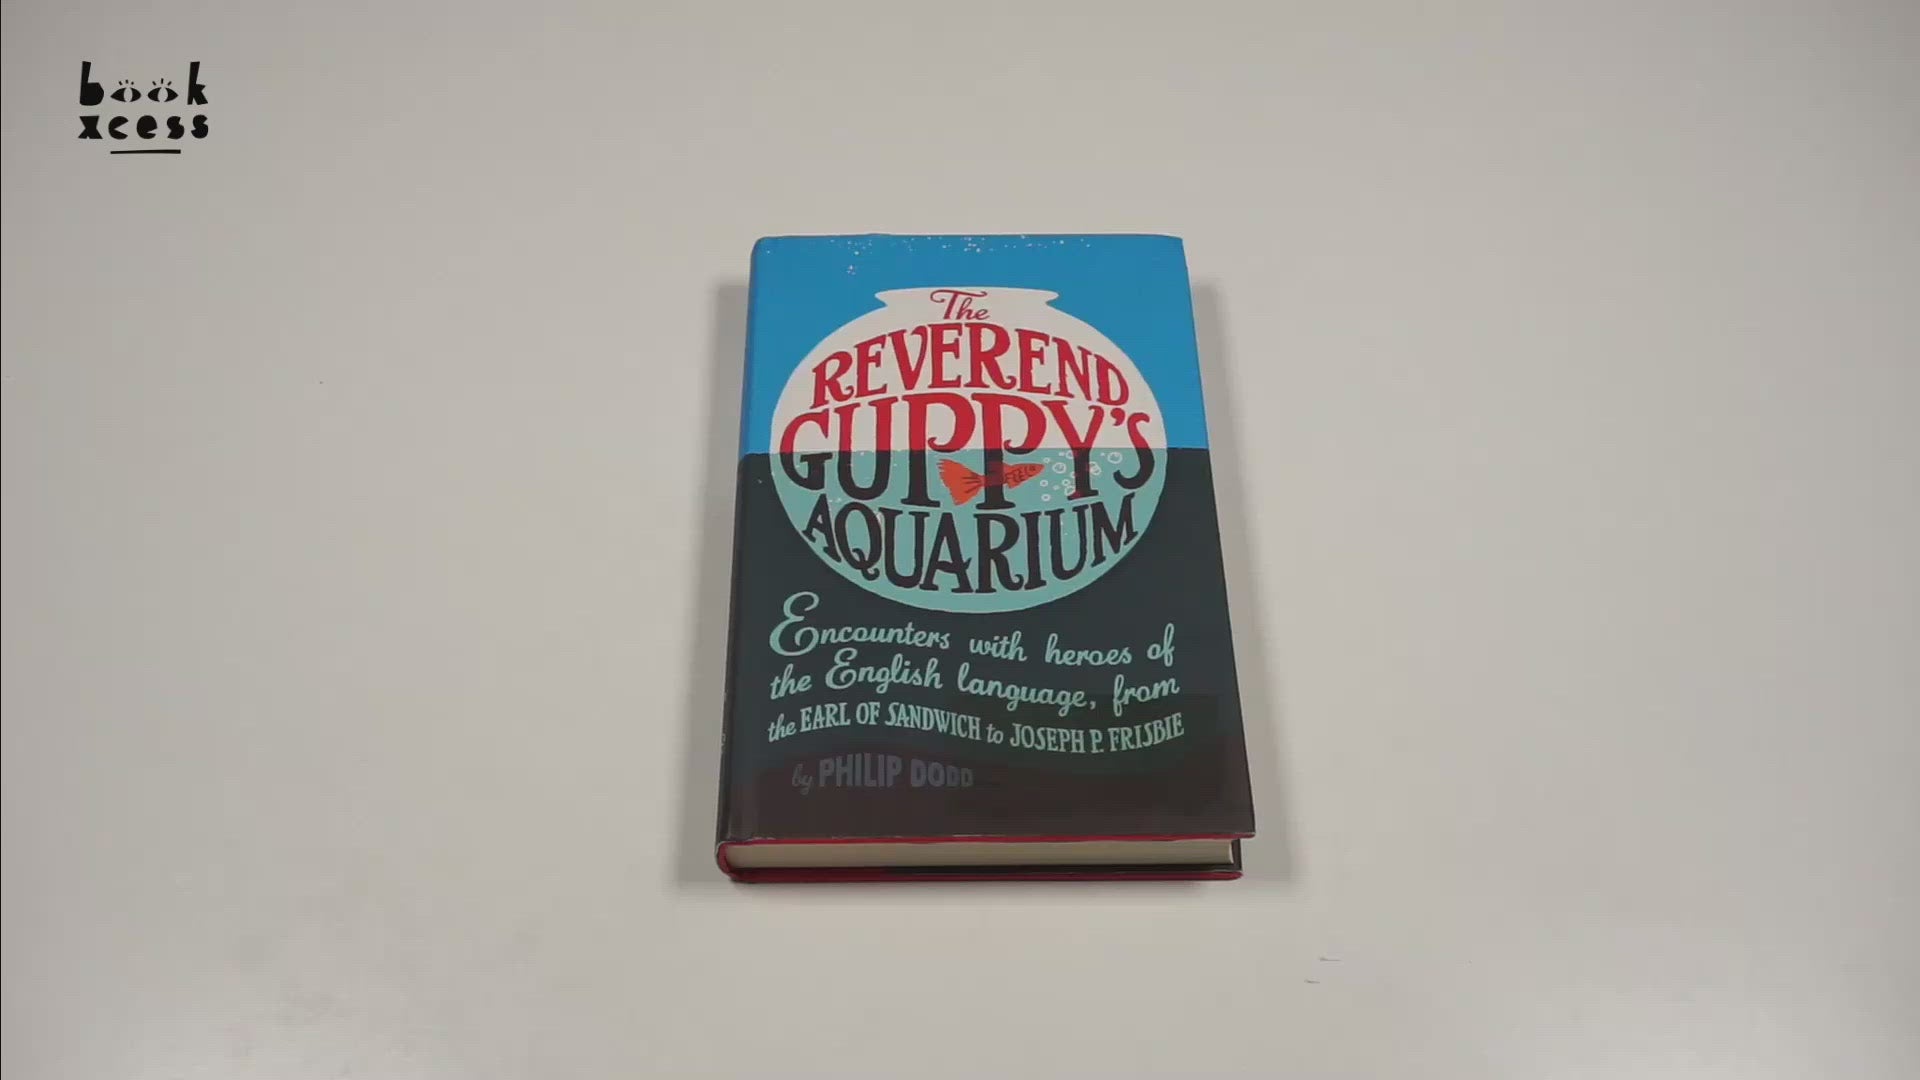 book
xcess
The
REVEREND
GUPPY'S
AQUARIUM
Encounters with heroes of
the English language, from
the EARL OF SANDWICH to JOSEPH P. FRISBIE
by PHILIP DODD